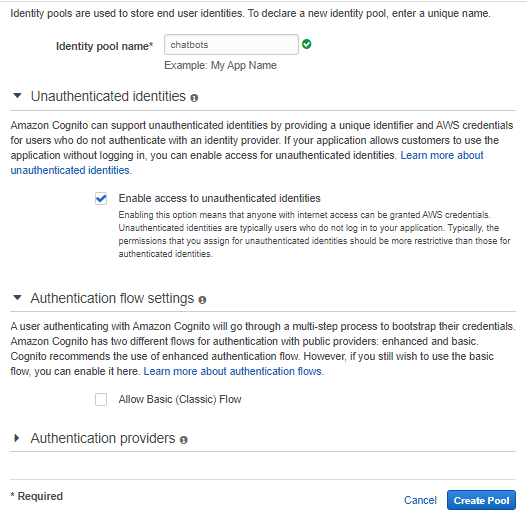 Identity pools are used to store end user identities. To declare a new identity pool, enter a unique name.
Identity pool name* chatbots
Example: My App Name
Unauthenticated identities
Amazon Cognito can support unauthenticated identities by providing a unique identifier and AWS credentials
for users who do not authenticate with an identity provider. If your application allows customers to use the
application without logging in, you can enable access for unauthenticated identities. Learn more about
unauthenticated identities.
Enable access to unauthenticated identities
Enabling this option means that anyone with internet access can be granted AWS credentials.
Unauthenticated identities are typically users who do not log in to your application. Typically, the
permissions that you assign for unauthenticated identities should be more restrictive than those for
authenticated identities.
Authentication flow settings
A user authenticating with Amazon Cognito will go through a multi-step process to bootstrap their credentials.
Amazon Cognito has two different flows for authentication with public providers: enhanced and basic.
Cognito recommends the use of enhanced authentication flow. However, if you still wish to use the basic
flow, you can enable it here. Learn more about authentication flows.
Allow Basic (Classic) Flow
Authentication providers
* Required
Cancel Create Pool